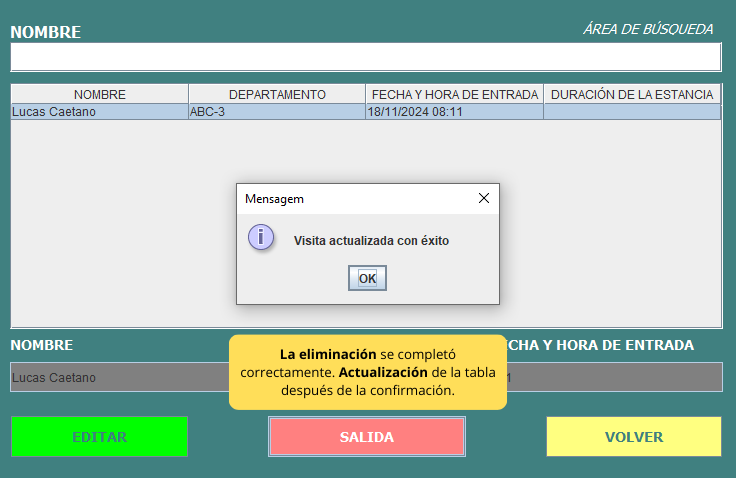 NOMBRE
ÁREA DE BÚSQUEDA
NOMBRE DEPARTAMENTO FECHA Y HORA DE ENTRADA DURACIÓN DE LA ESTANCIA
Lucas Caetano ABC-3 18/11/2024 08:11
Mensagem
Visita actualizada con éxito
OK
La eliminación se completó
correctamente. Actualización de la tabla
después de la confirmación.
NOMBRE Y HORA DE ENTRADA
Lucas Caetano
EDITAR SALIDA VOLVER